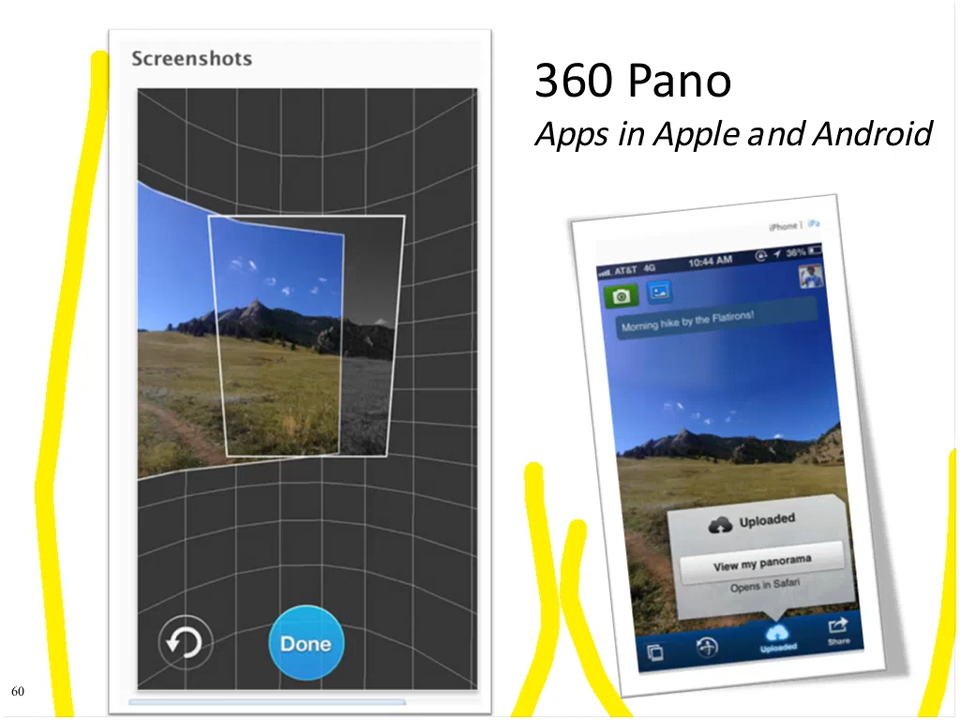 Screenshots
360 Pano
Apps in Apple and Android
iPhone | iPa
AT&T 4G 10:44 AM 36%
Morning hike by the Flatirons!
Uploaded
View my panorama
Opens in Safari
Done
Uploaded
Share
60